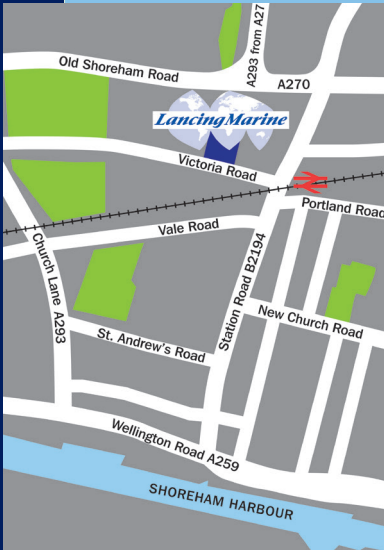 A293 from A27
Old Shoreham Road
A270
LancingMarine
Victoria Road
Portland Road
Vale Road
Church Lane A293
Station Road B2194
New Church Road
St. Andrew's Road
Wellington Road A259
SHOREHAM HARBOUR